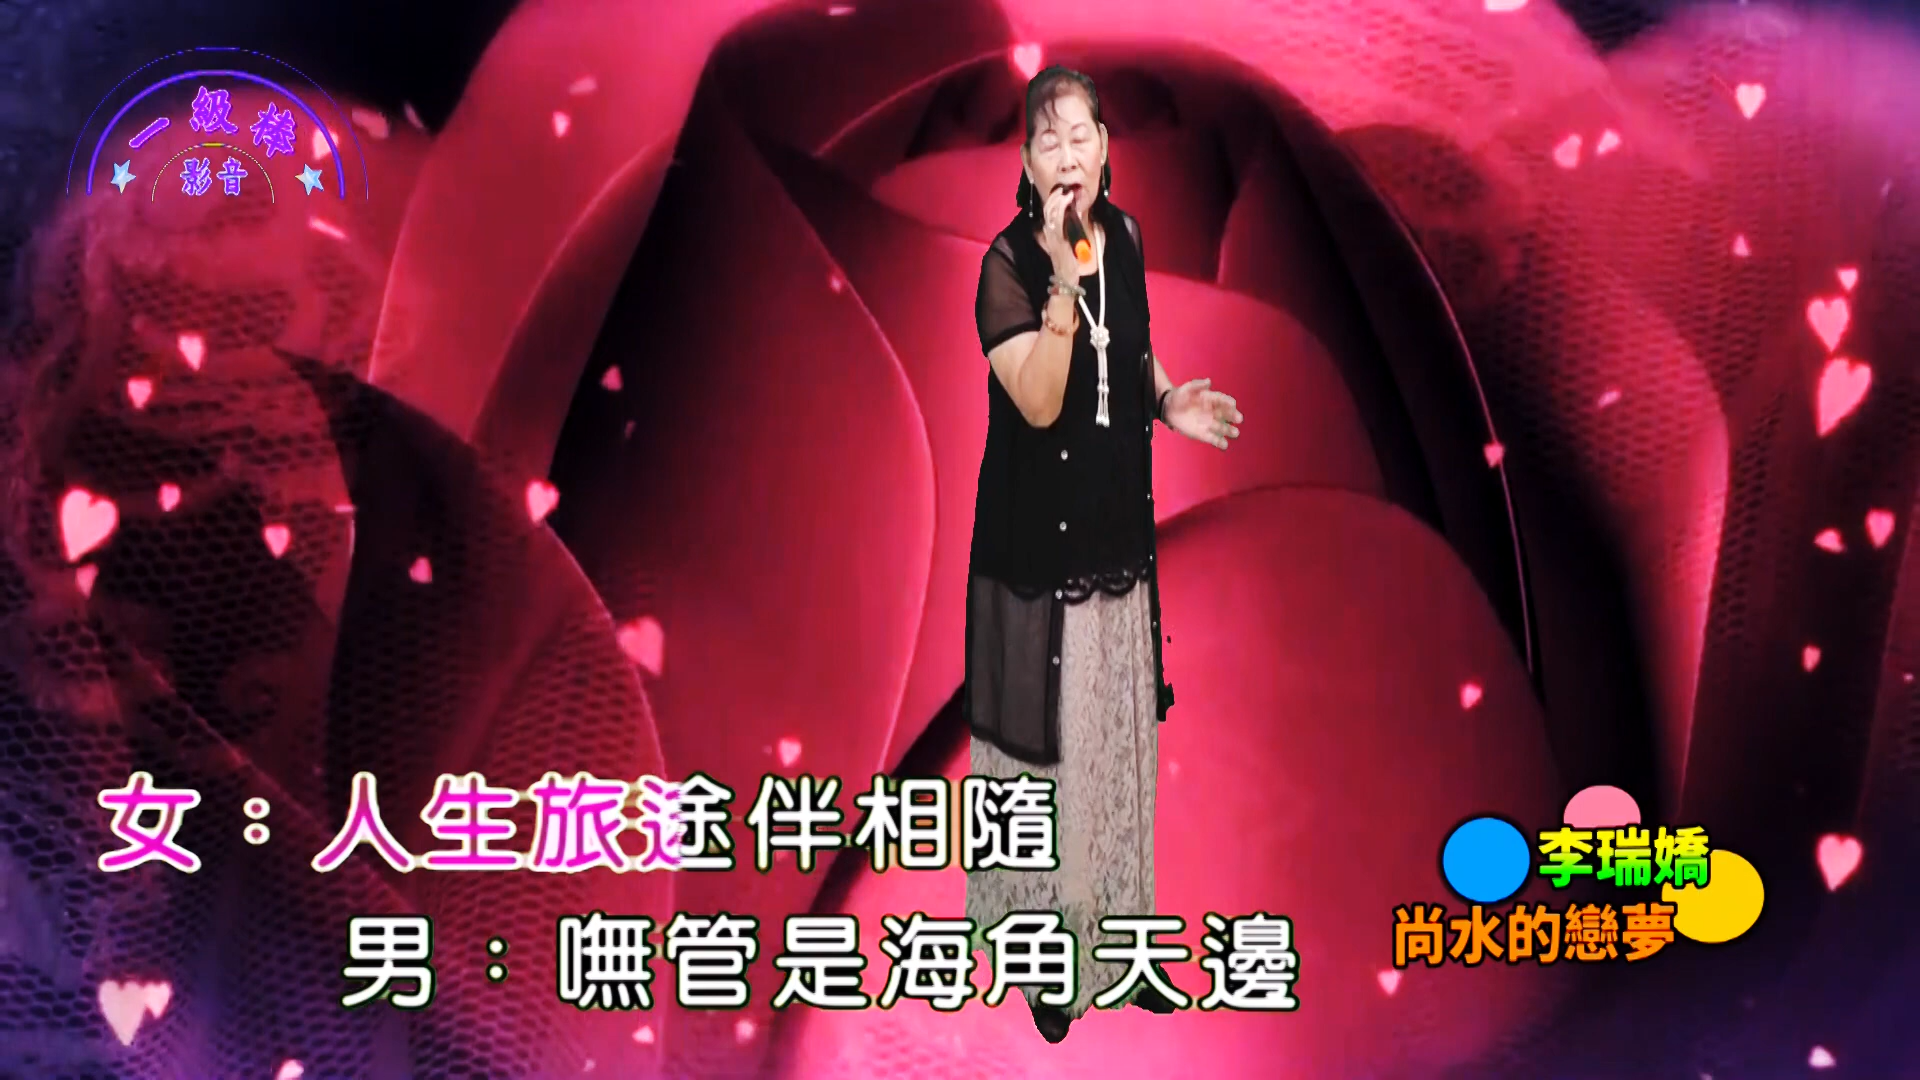 一級棒
影音
女：人生旅途伴相隨
男：嘸管是海角天邊
李瑞嬌
尚水的戀夢